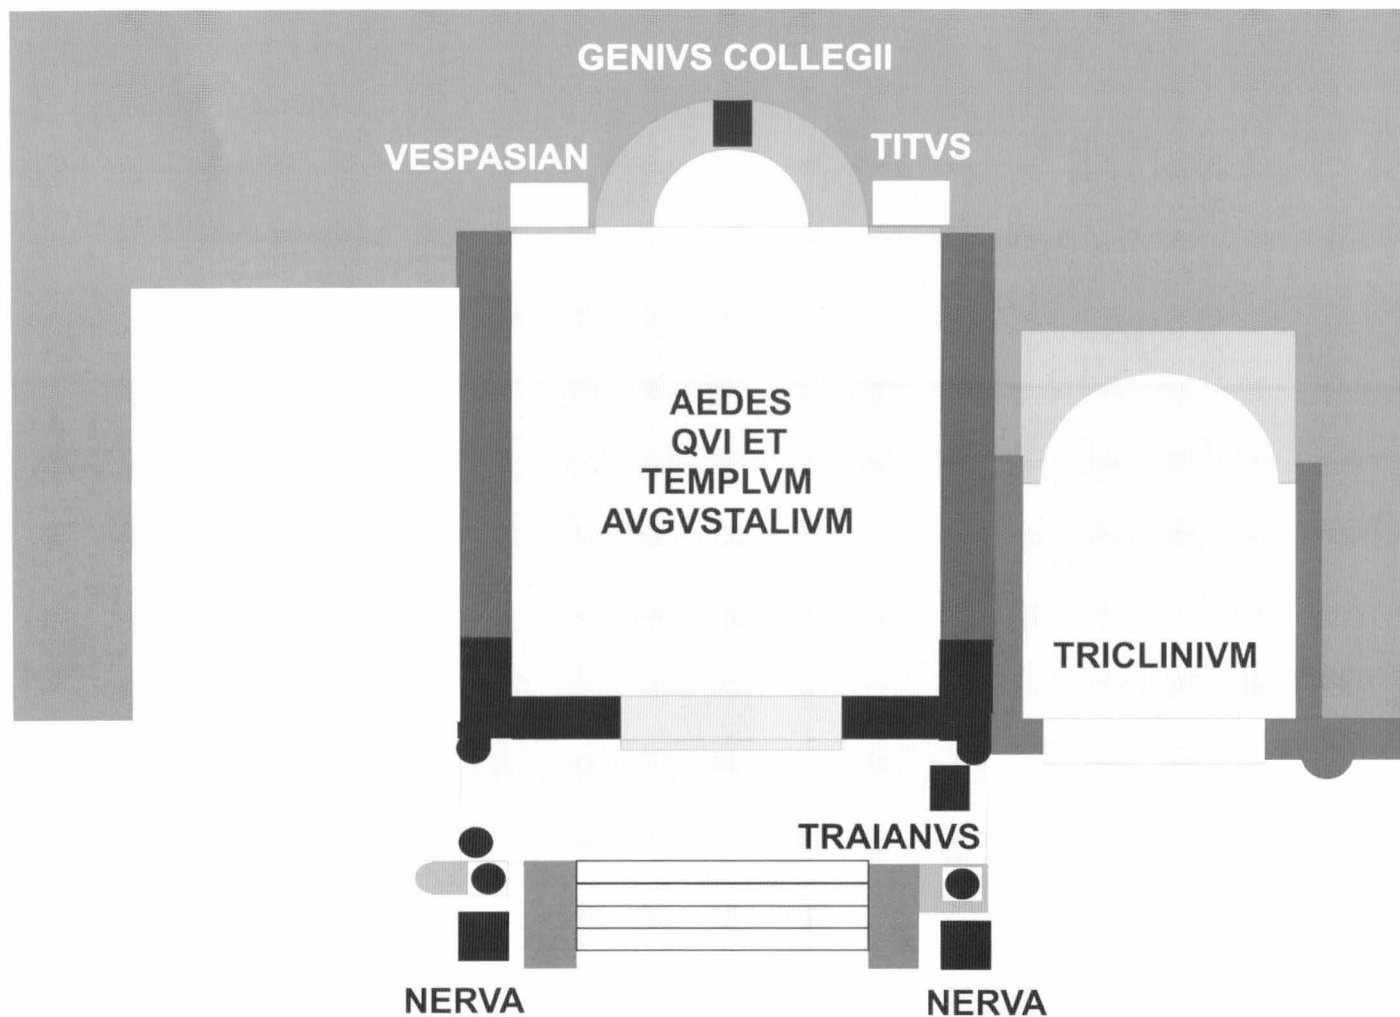 GENIVS COLLEGII
VESPASIAN
TITVS
AEDES
QVI ET
TEMPLVM
AVGVSTALIVM
TRICLINIVM
TRAIANVS
NERVA
NERVA